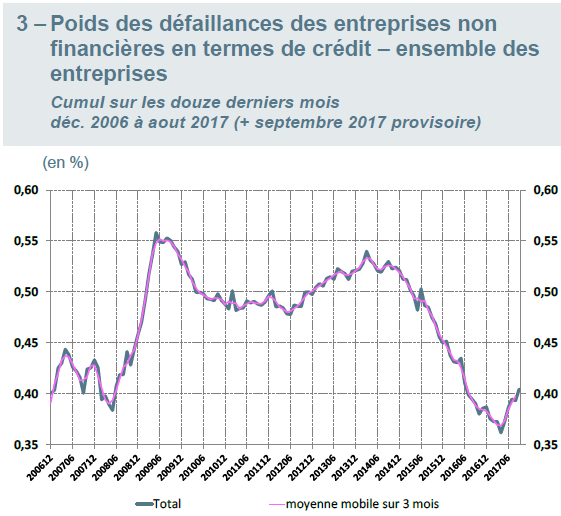 3 – Poids des défaillances des entreprises non
financières en termes de crédit – ensemble des
entreprises
Cumul sur les douze derniers mois
déc. 2006 à aout 2017 (+ septembre 2017 provisoire)
(en %)
0,60 0,60
0,55 0,55
0,50 0,50
0,45 0,45
0,40 0,40
0,35 0,35
200612 200706 200712 200806 200812 200906 200912 201006 201012 201106 201112 201206 201212 201306 201312 201406 201412 201506 201512 201606 201612 201706
Total moyenne mobile sur 3 mois